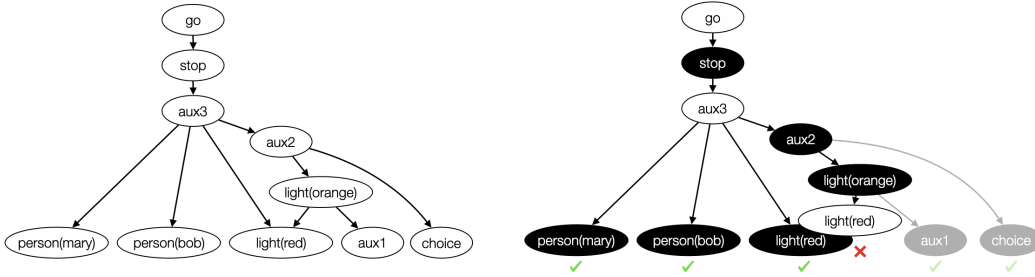 go
stop
aux3
aux2
light(orange)
person(mary)
person(bob)
light(red)
aux1
choice
go
stop
aux3
aux2
light(orange)
light(red)
person(mary)
person(bob)
light(red)
aux1
choice